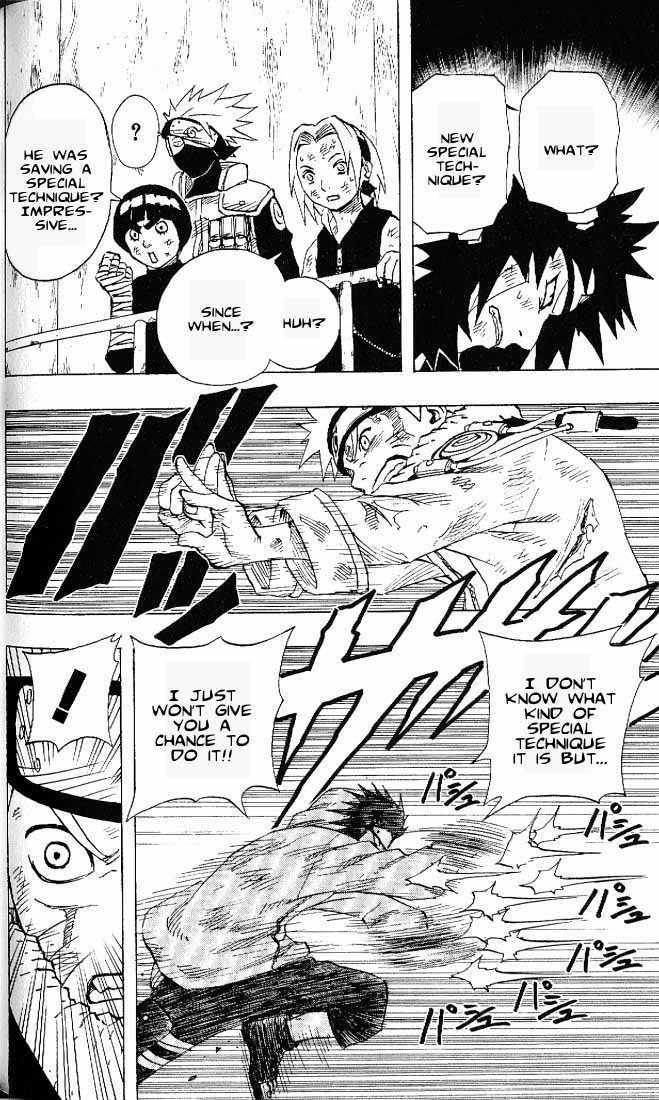 WHAT?
NEW
SPECIAL
TECH-
NIQUE?
?
HUH?
SINCE
WHEN...?
HE WAS
SAVING A
SPECIAL
TECHNIQUE?
IMPRES-
SIVE...
バッ
I DON'T
KNOW WHAT
KIND OF
SPECIAL
TECHNIQUE
IT IS BUT...
I JUST
WON'T GIVE
YOU A
CHANCE TO
DO IT!!
パシュ
パシュ
パシュ
パシュ
パシュ
パシュ
!